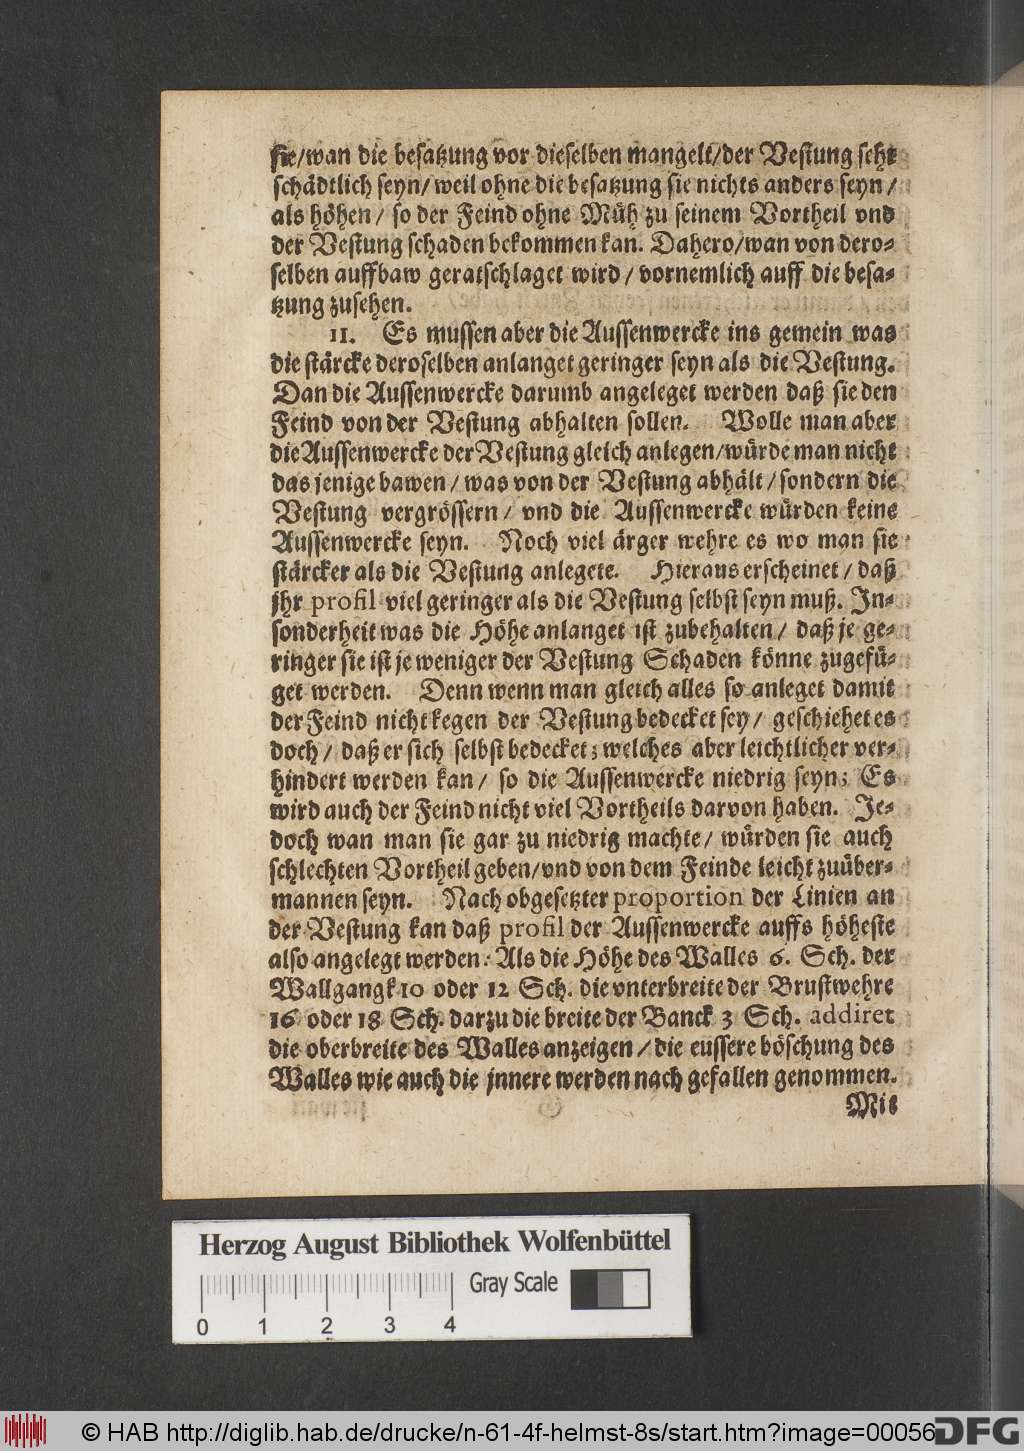 sie/wan die besatzung vor dieselben mangelt/der Vestung sehr
schädtlich seyn/ weil ohne die besatzung sie nichts anders seyn/
als höhen/ so der Feind ohne Müh zu seinem Vortheil vnd
der Vestung schaden bekommen kan. Dahero/wan von dero-
selben auffbaw geratschlaget wird/ vornemlich auff die besa-
tzung zusehen.
11. Es mussen aber die Aussenwercke ins gemein was
die stärcke deroselben anlanget geringer seyn als die Vestung.
Dan die Aussenwercke darumb angeleget werden daß sie den
Feind von der Vestung abhalten sollen. Wolle man aber
die Aussenwercke der Vestung gleich anlegen/würde man nicht
das jenige bawen/ was von der Vestung abhält/sondern die
Vestung vergrössern/ vnd die Aussenwercke würden keine
Aussenwercke seyn. Noch viel ärger wehre es wo man sie
stärcker als die Vestung anlegete. Hieraus erscheinet/ daß
jhr profil viel geringer als die Vestung selbst seyn muß. In-
sonderheit was die Höhe anlanget ist zubehalten/ daß je ge-
ringer sie ist je weniger der Vestung Schaden könne zugefü-
get werden. Denn wenn man gleich alles so anleget damit
der Feind nicht kegen der Vestung bedecket sey/ geschiehet es
doch/ daß er sich selbst bedecket; welches aber leichtlicher ver-
hindert werden kan/ so die Aussenwercke niedrig seyn; Es
wird auch der Feind nicht viel Vortheils darvon haben. Je-
doch wan man sie gar zu niedrig machte/ würden sie auch
schlechten Vortheil geben/vnd von dem Feinde leicht zuüber-
mannen seyn. Nach obgesetzter proportion der Linien an
der Vestung kan daß profil der Aussenwercke auffs höheste
also angelegt werden: Als die Höhe des Walles 6. Sch. der
Wallgangk 10 oder 12 Sch. die vnterbreite der Brustwehre
16 oder 18 Sch. darzu die breite der Banck 3 Sch. addiret
die oberbreite des Walles anzeigen/die eussere böschung des
Walles wie auch die jnnere werden nach gefallen genommen.
Mit
Herzog August Bibliothek Wolfenbüttel
Gray Scale
0 1 2 3 4
© HAB http://diglib.hab.de/drucke/n-61-4f-helmst-8s/start.htm?image=00056
DFG